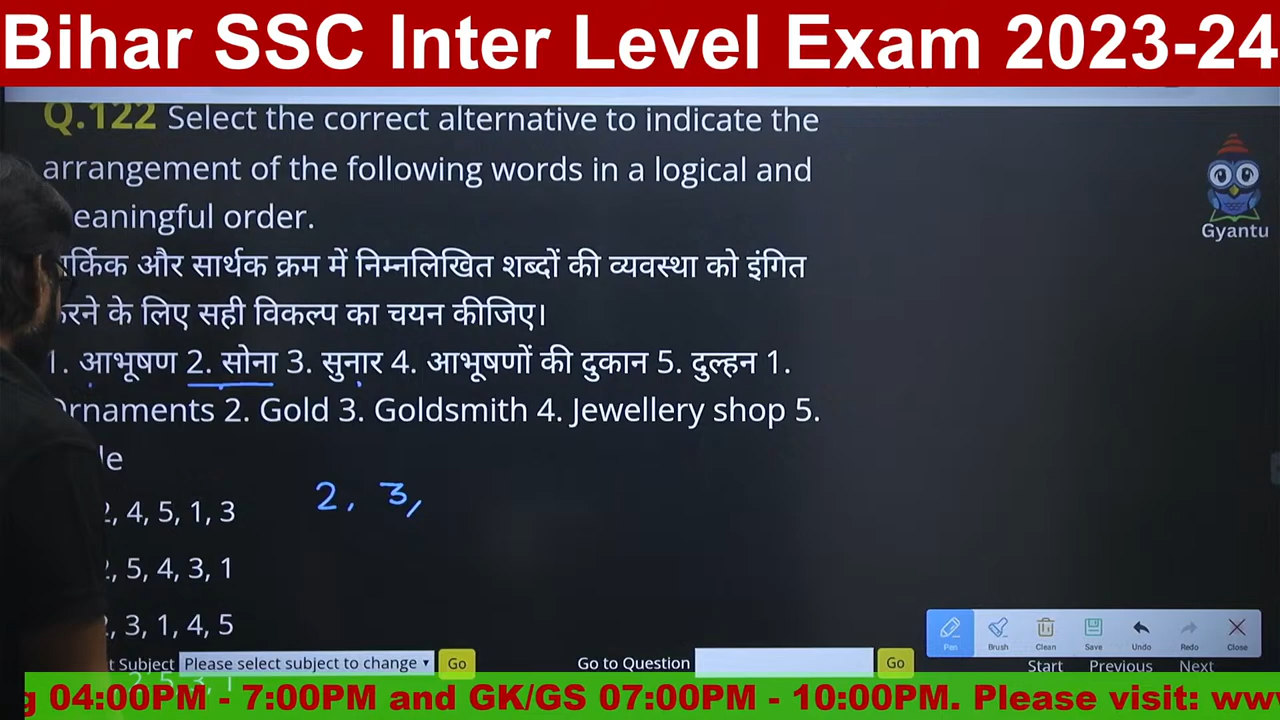 Bihar SSC Inter Level Exam 2023-24
Q.122 Select the correct alternative to indicate the
arrangement of the following words in a logical and
eaningful order.
र्किक और सार्थक क्रम में निम्नलिखित शब्दों की व्यवस्था को इंगित
रने के लिए सही विकल्प का चयन कीजिए।
1. आभूषण 2. सोना 3. सुनार 4. आभूषणों की दुकान 5. दुल्हन 1.
rnaments 2. Gold 3. Goldsmith 4. Jewellery shop 5.
le
2, 4, 5, 1, 3
2, 3,
, 5, 4, 3, 1
, 3, 1, 4, 5
Gyantu
Pen Brush Clean Save Undo Redo Close
t Subject Please select subject to change Go Go to Question Go Start Previous Next
g 04:00PM - 7:00PM and GK/GS 07:00PM - 10:00PM. Please visit: ww